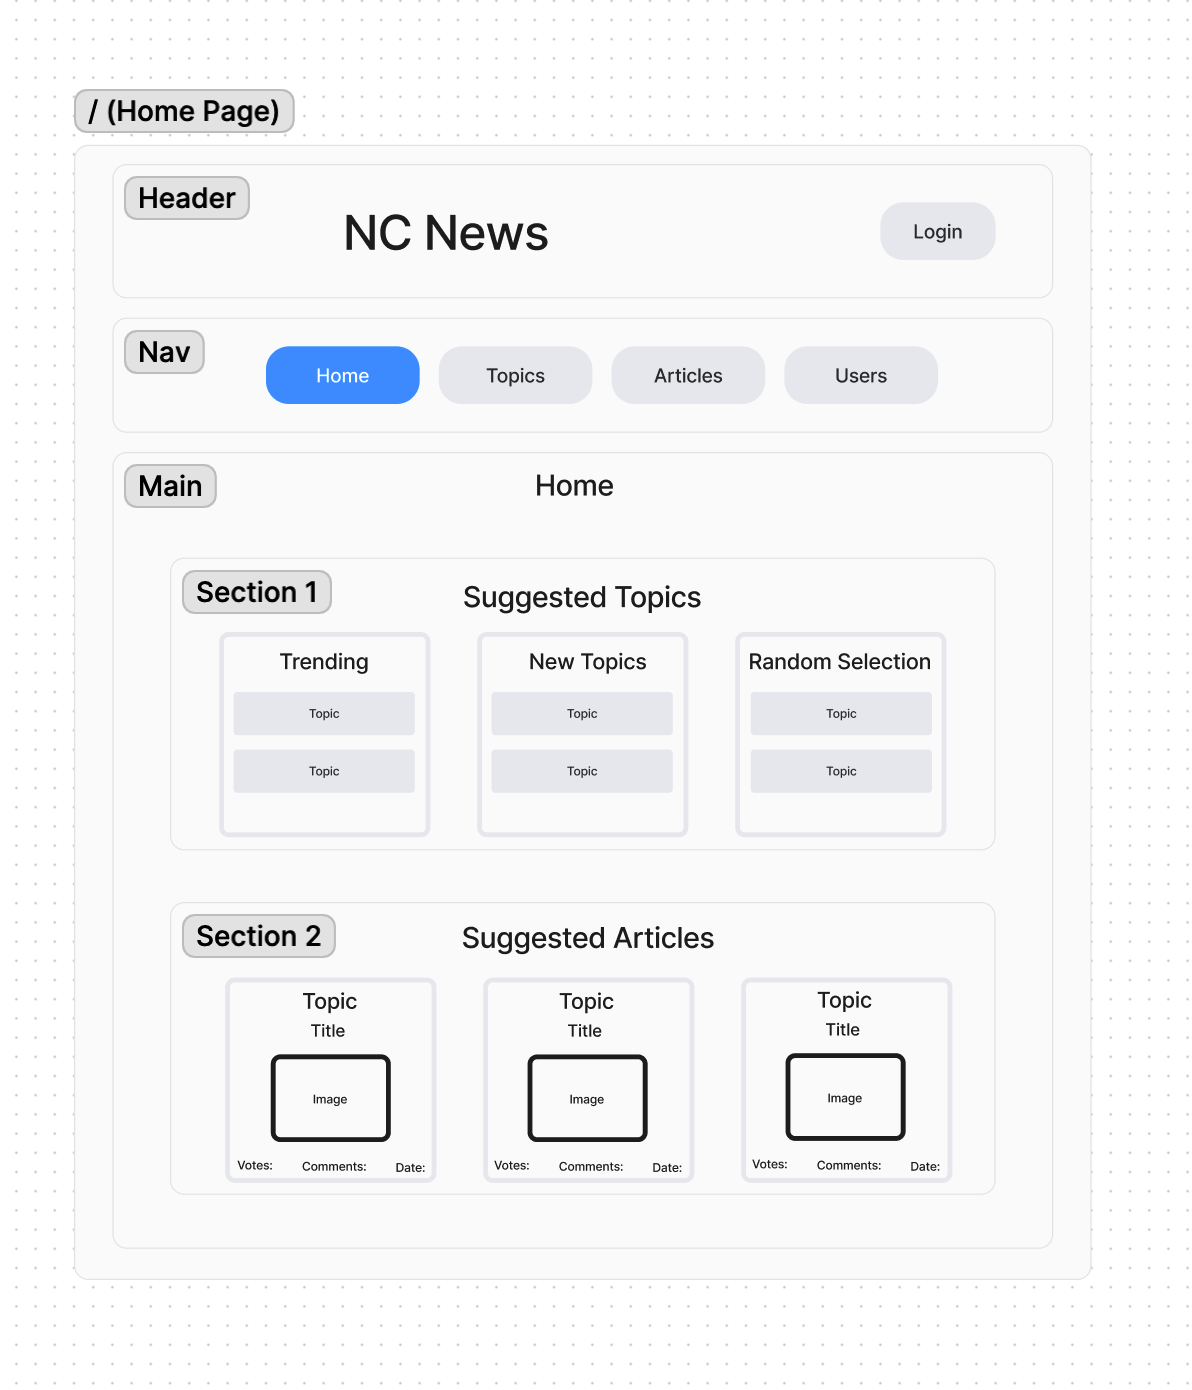 / (Home Page)
Header
NC News
Login
Nav
Home
Topics
Articles
Users
Main
Home
Section 1
Suggested Topics
Trending
New Topics
Random Selection
Topic
Topic
Topic
Topic
Topic
Topic
Section 2
Suggested Articles
Topic
Title
Image
Votes: Comments: Date:
Topic
Title
Image
Votes: Comments: Date:
Topic
Title
Image
Votes: Comments: Date: